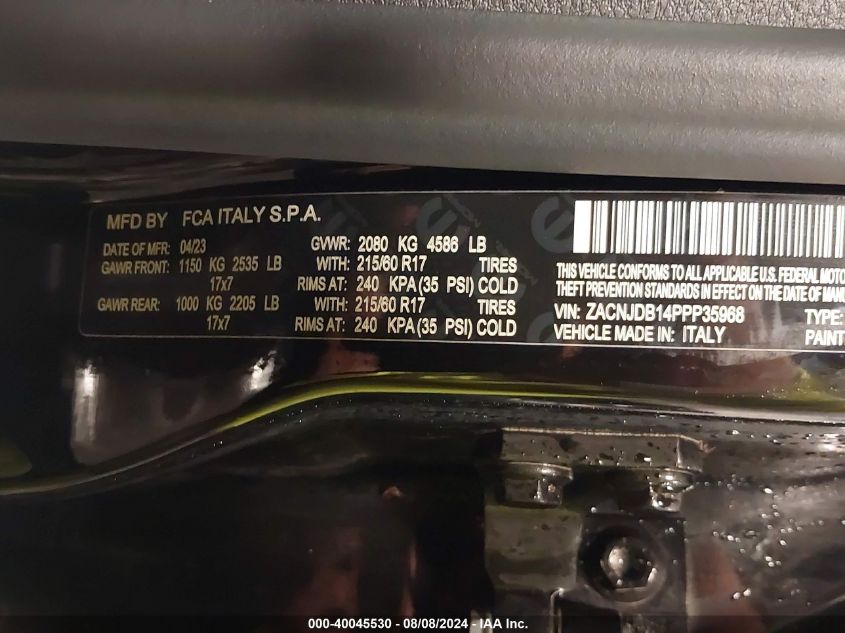 MFD BY FCA ITALY S.P.A.
DATE OF MFR: 04/23 GVWR: 2080 KG 4586 LB
GAWR FRONT: 1150 KG 2535 LB WITH: 215/60 R17 TIRES
17x7 RIMS AT: 240 KPA (35 PSI) COLD
GAWR REAR: 1000 KG 2205 LB WITH: 215/60 R17 TIRES
17x7 RIMS AT: 240 KPA (35 PSI) COLD
THIS VEHICLE CONFORMS TO ALL APPLICABLE U.S. FEDERAL MOTO
THEFT PREVENTION STANDARDS IN EFFECT ON THE DATE OF MAN
VIN: ZACNJDB14PPP35968 TYPE:
VEHICLE MADE IN: ITALY PAINT
000-40045530 - 08/08/2024 - IAA Inc.